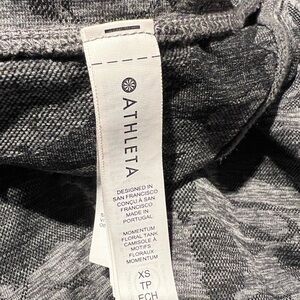 ATHLETA
DESIGNED IN
SAN FRANCISCO
CONÇU À SAN
FRANCISCO
MADE IN
PORTUGAL
MOMENTUM
FLORAL TANK
CAMISOLE À
MOTIFS
FLORAUX
MOMENTUM
XS
TP
ECH